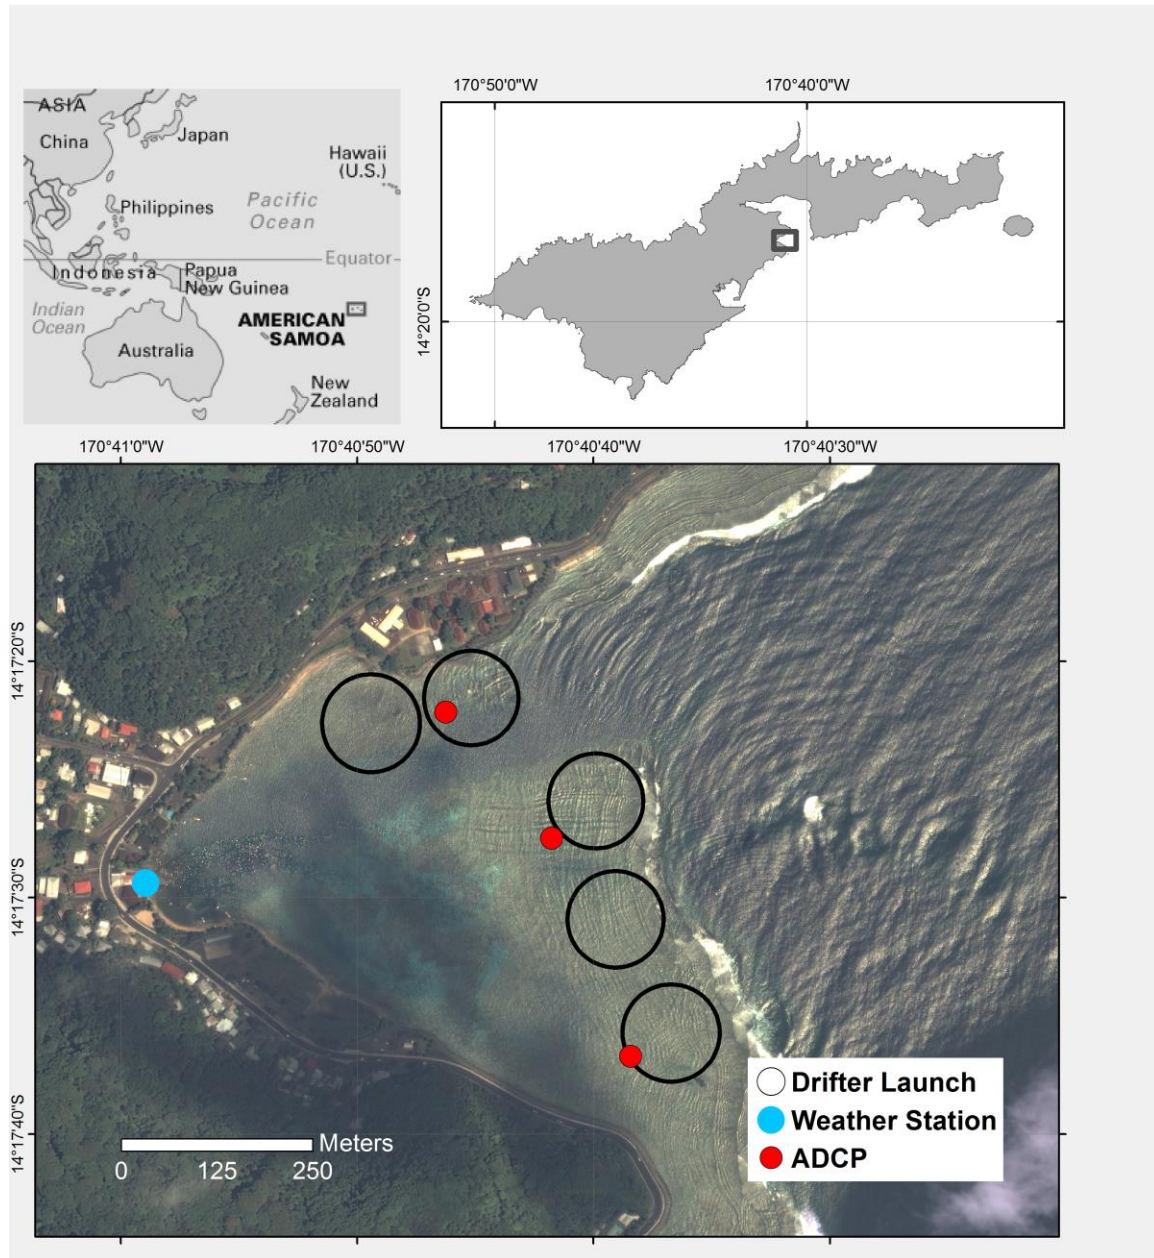 ASIA
China
Japan
Hawaii
(U.S.)
Pacific
Ocean
Philippines
Equator
Indonesia
Papua
New Guinea
Indian
Ocean
AMERICAN
SAMOA
Australia
New
Zealand
170°50'0"W
170°40'0"W
14°20'0"S
170°41'0"W
170°40'50"W
170°40'40"W
170°40'30"W
14°17'20"S
14°17'30"S
14°17'40"S
Meters
0 125 250
Drifter Launch
Weather Station
ADCP